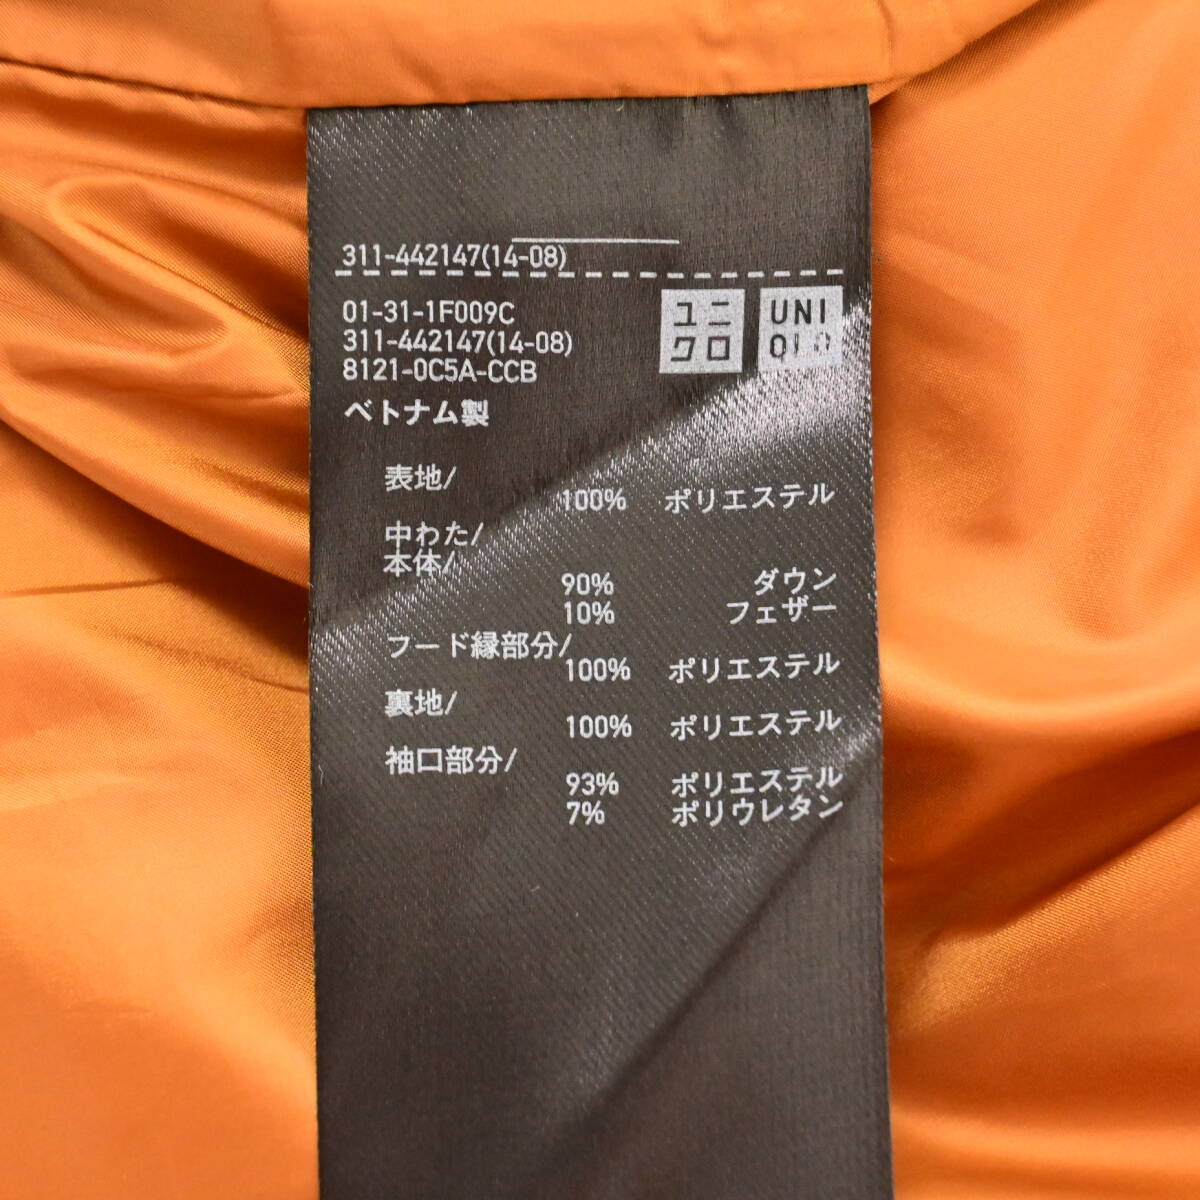 311-442147(14-08)
01-31-1F009C
311-442147(14-08)
8121-0C5A-CCB
ユニ
クロ
UNI
QLO
ベトナム製
表地/
100% ポリエステル
中わた/
本体/
90% ダウン
10% フェザー
フード縁部分/
100% ポリエステル
裏地/
100% ポリエステル
袖口部分/
93% ポリエステル
7% ポリウレタン